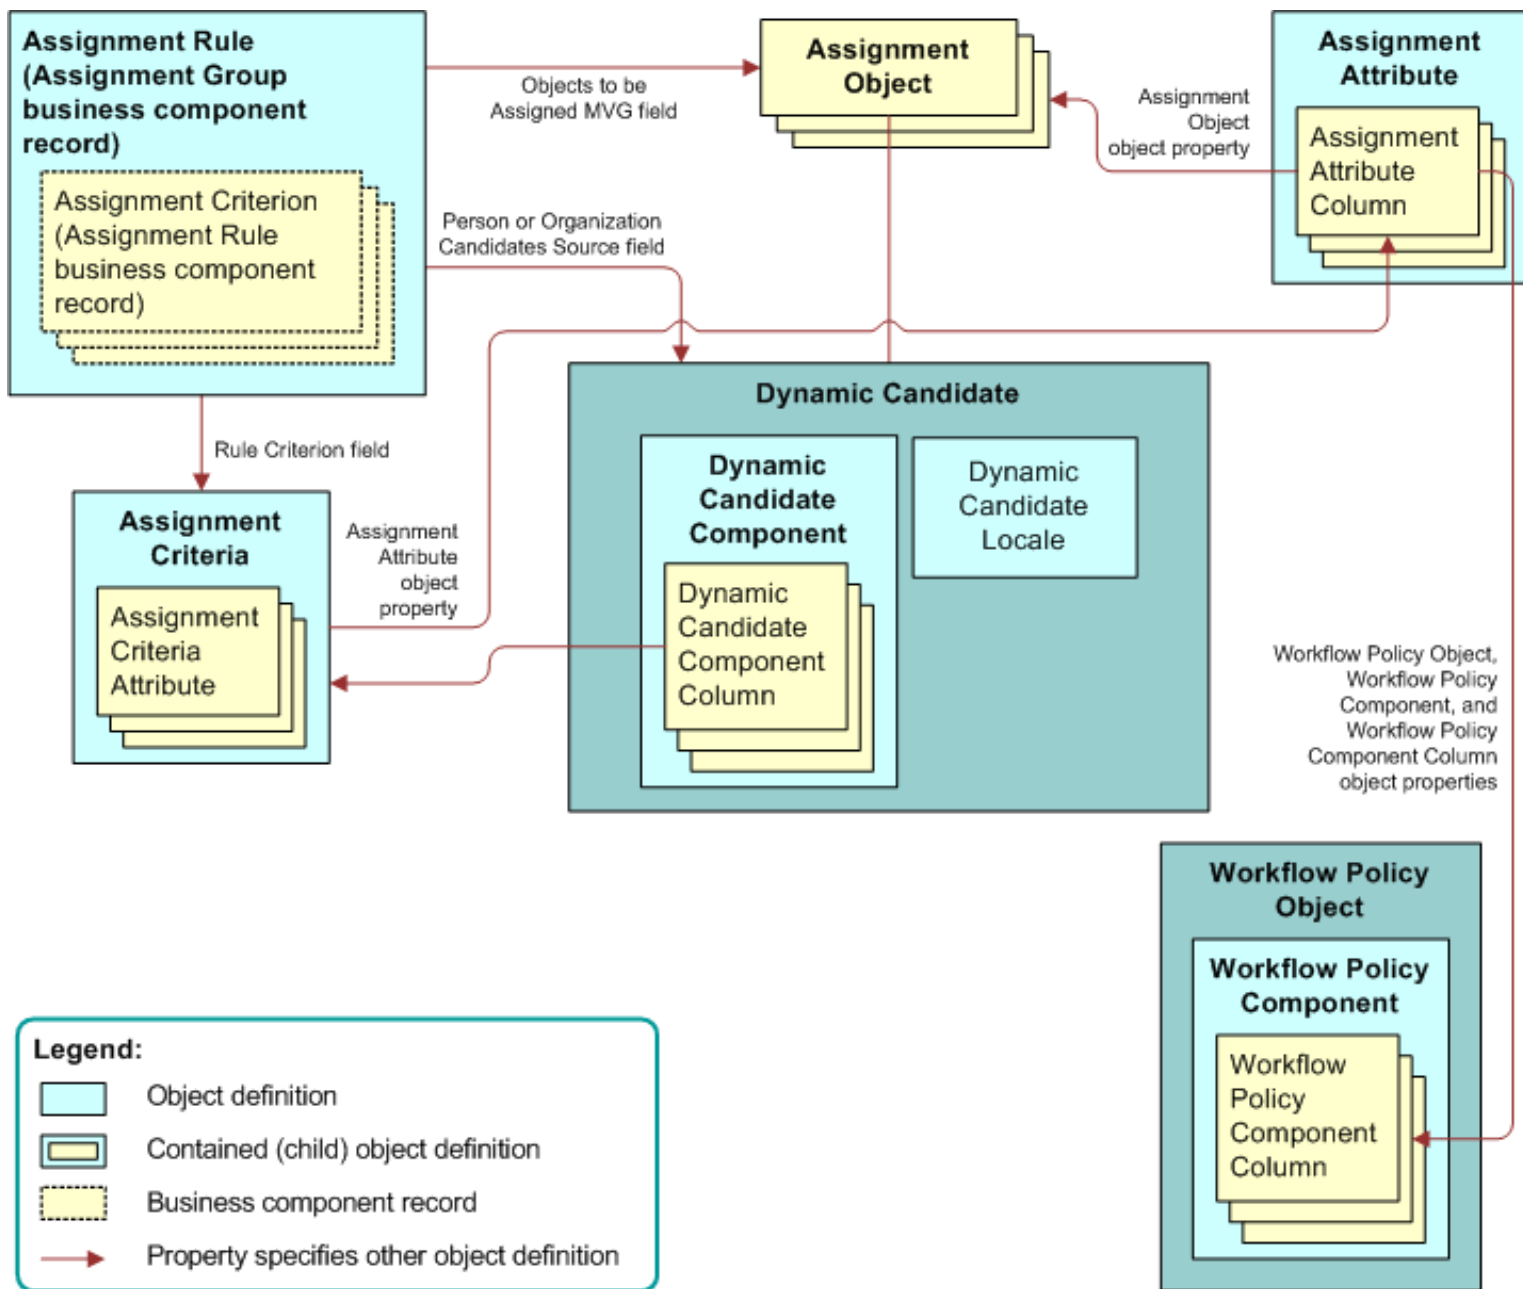 Assignment Rule
(Assignment Group
business component
record)
Assignment Criterion
(Assignment Rule
business component
record)
Objects to be
Assigned MVG field
Assignment
Object
Assignment
Object
object property
Assignment
Attribute
Assignment
Attribute
Column
Person or Organization
Candidates Source field
Rule Criterion field
Assignment
Criteria
Assignment
Criteria
Attribute
Assignment
Attribute
object
property
Dynamic Candidate
Dynamic
Candidate
Component
Dynamic
Candidate
Component
Column
Dynamic
Candidate
Locale
Workflow Policy Object,
Workflow Policy
Component, and
Workflow Policy
Component Column
object properties
Workflow Policy
Object
Workflow Policy
Component
Workflow
Policy
Component
Column
Legend:
Object definition
Contained (child) object definition
Business component record
Property specifies other object definition